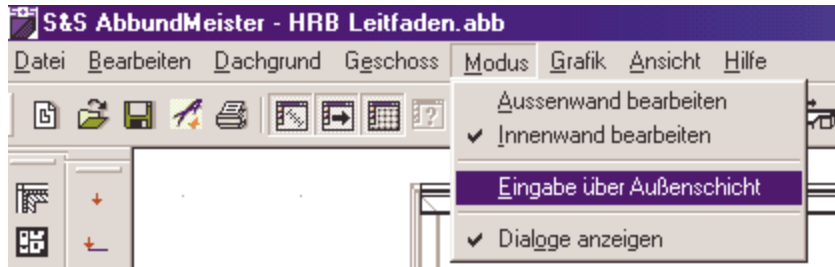 S&S AbbundMeister - HRB Leitfaden.abb
Datei Bearbeiten Dachgrund Geschoss Modus Grafik Ansicht Hilfe
Aussenwand bearbeiten
Innenwand bearbeiten
Eingabe über Außenschicht
Dialoge anzeigen